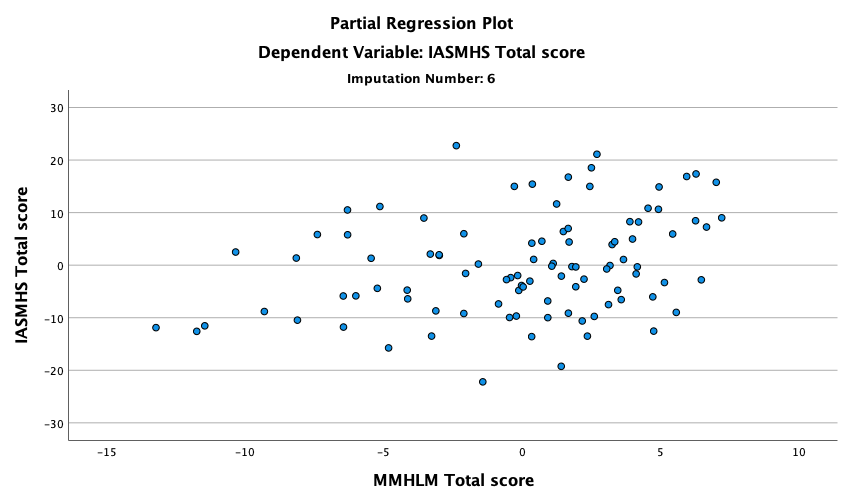 Partial Regression Plot
Dependent Variable: IASMHS Total score
Imputation Number: 6
IASMHS Total score
30
20
10
0
-10
-20
-30
-15
-10
-5
0
5
10
MMHLM Total score